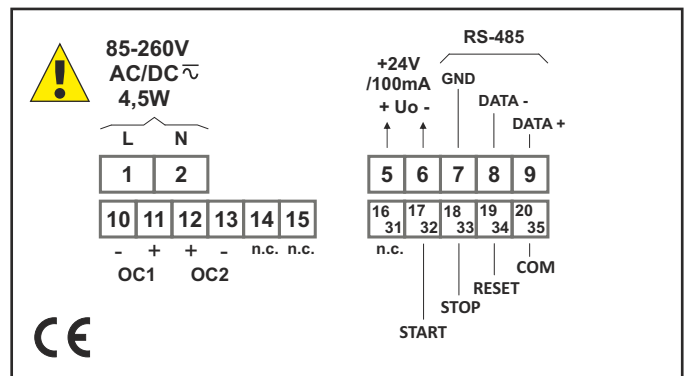 85-260V
AC/DC
4,5W
L N
1 2
10 11 12 13 14 15
- + + - n.c. n.c.
OC1 OC2
RS-485
+24V
/100mA
+ Uo -
GND
DATA -
DATA +
5 6 7 8 9
16 17 18 19 20
31 32 33 34 35
n.c.
COM
RESET
STOP
START
CE